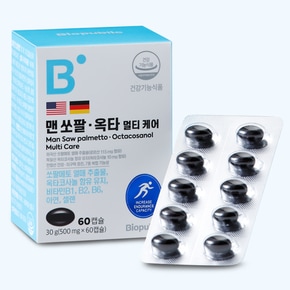 B
건강기능식품
맨 쏘팔·옥타 멀티 케어
Man Saw palmetto·Octacosanol
Multi Care
쏘팔메토 열매 추출물,
옥타코사놀 함유 유지,
비타민B1, B2, B6,
아연, 셀렌
INCREASE
ENDURANCE
CAPACITY
60캡슐
30g(500 mg × 60캡슐)